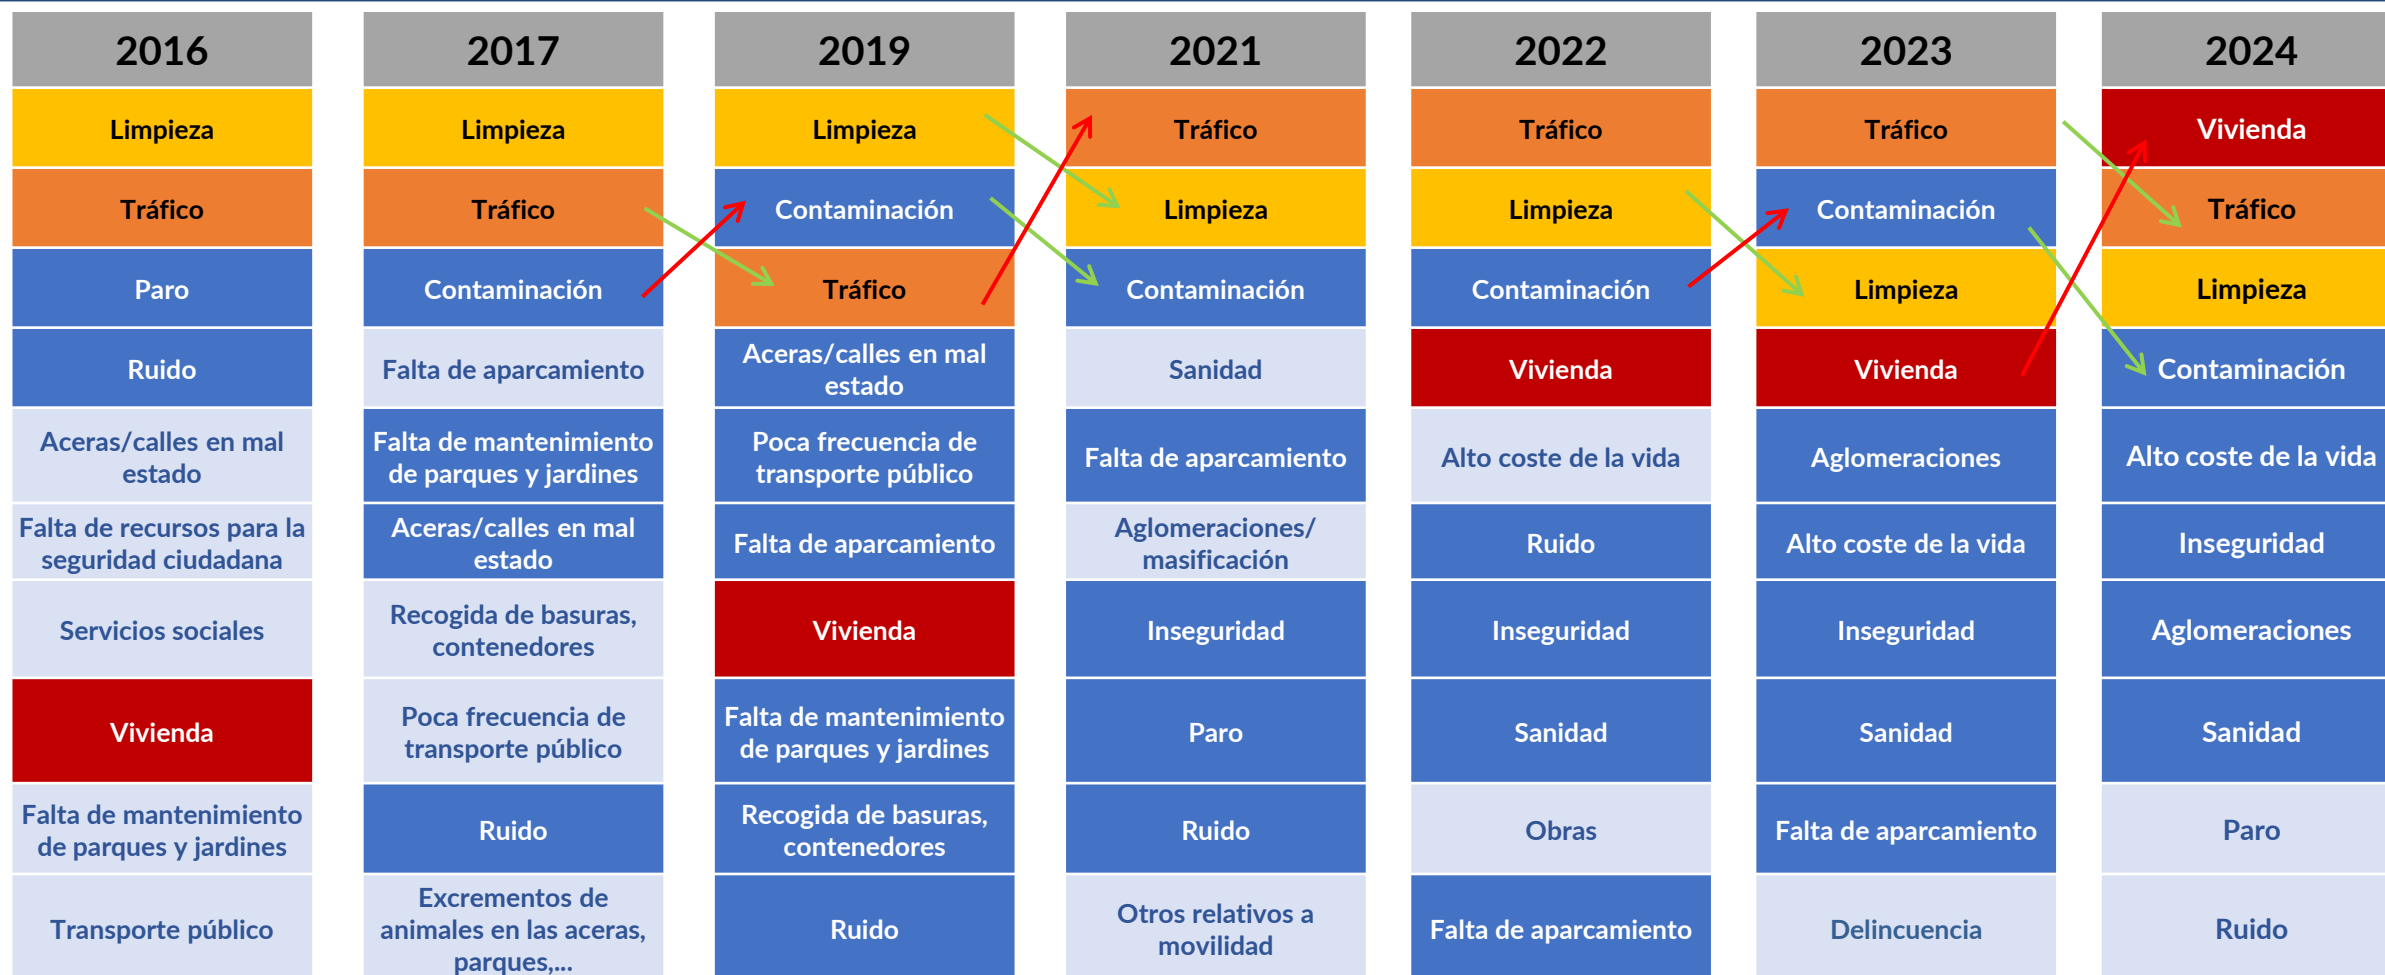 2016
Limpieza
Tráfico
Paro
Ruido
Aceras/calles en mal
estado
Falta de recursos para la
seguridad ciudadana
Servicios sociales
Vivienda
Falta de mantenimiento
de parques y jardines
Transporte público
2017
Limpieza
Tráfico
Contaminación
Falta de aparcamiento
Falta de mantenimiento
de parques y jardines
Aceras/calles en mal
estado
Recogida de basuras,
contenedores
Poca frecuencia de
transporte público
Ruido
Excrementos de
animales en las aceras,
parques,...
2019
Limpieza
Contaminación
Tráfico
Aceras/calles en mal
estado
Poca frecuencia de
transporte público
Falta de aparcamiento
Vivienda
Falta de mantenimiento
de parques y jardines
Recogida de basuras,
contenedores
Ruido
2021
Tráfico
Limpieza
Contaminación
Sanidad
Falta de aparcamiento
Aglomeraciones/
masificación
Inseguridad
Paro
Ruido
Otros relativos a
movilidad
2022
Tráfico
Limpieza
Contaminación
Vivienda
Alto coste de la vida
Ruido
Inseguridad
Sanidad
Obras
Falta de aparcamiento
2023
Tráfico
Contaminación
Limpieza
Vivienda
Aglomeraciones
Alto coste de la vida
Inseguridad
Sanidad
Falta de aparcamiento
Delincuencia
2024
Vivienda
Tráfico
Limpieza
Contaminación
Alto coste de la vida
Inseguridad
Aglomeraciones
Sanidad
Paro
Ruido